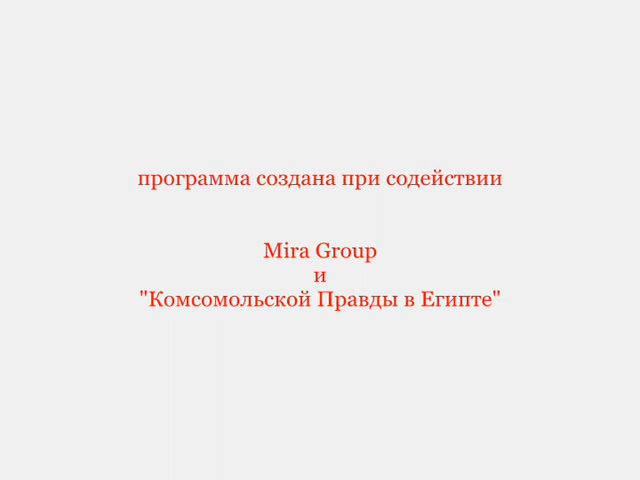 программа создана при содействии
Mira Group
и
"Комсомольской Правды в Египте"